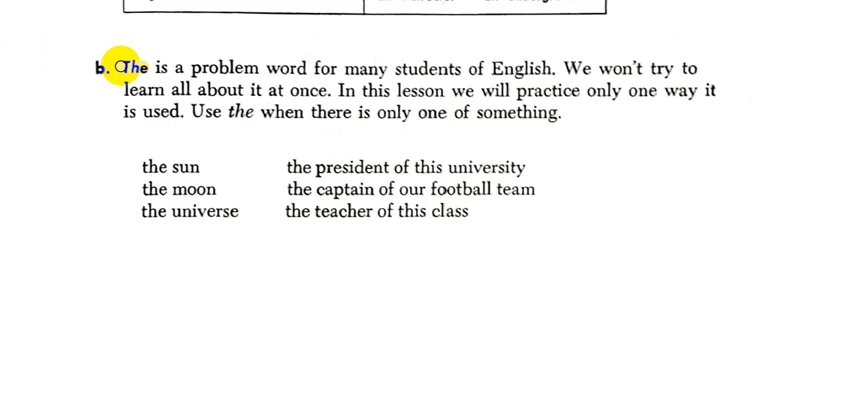 b. The is a problem word for many students of English. We won't try to
learn all about it at once. In this lesson we will practice only one way it
is used. Use the when there is only one of something.
the sun
the moon
the universe
the president of this university
the captain of our football team
the teacher of this class